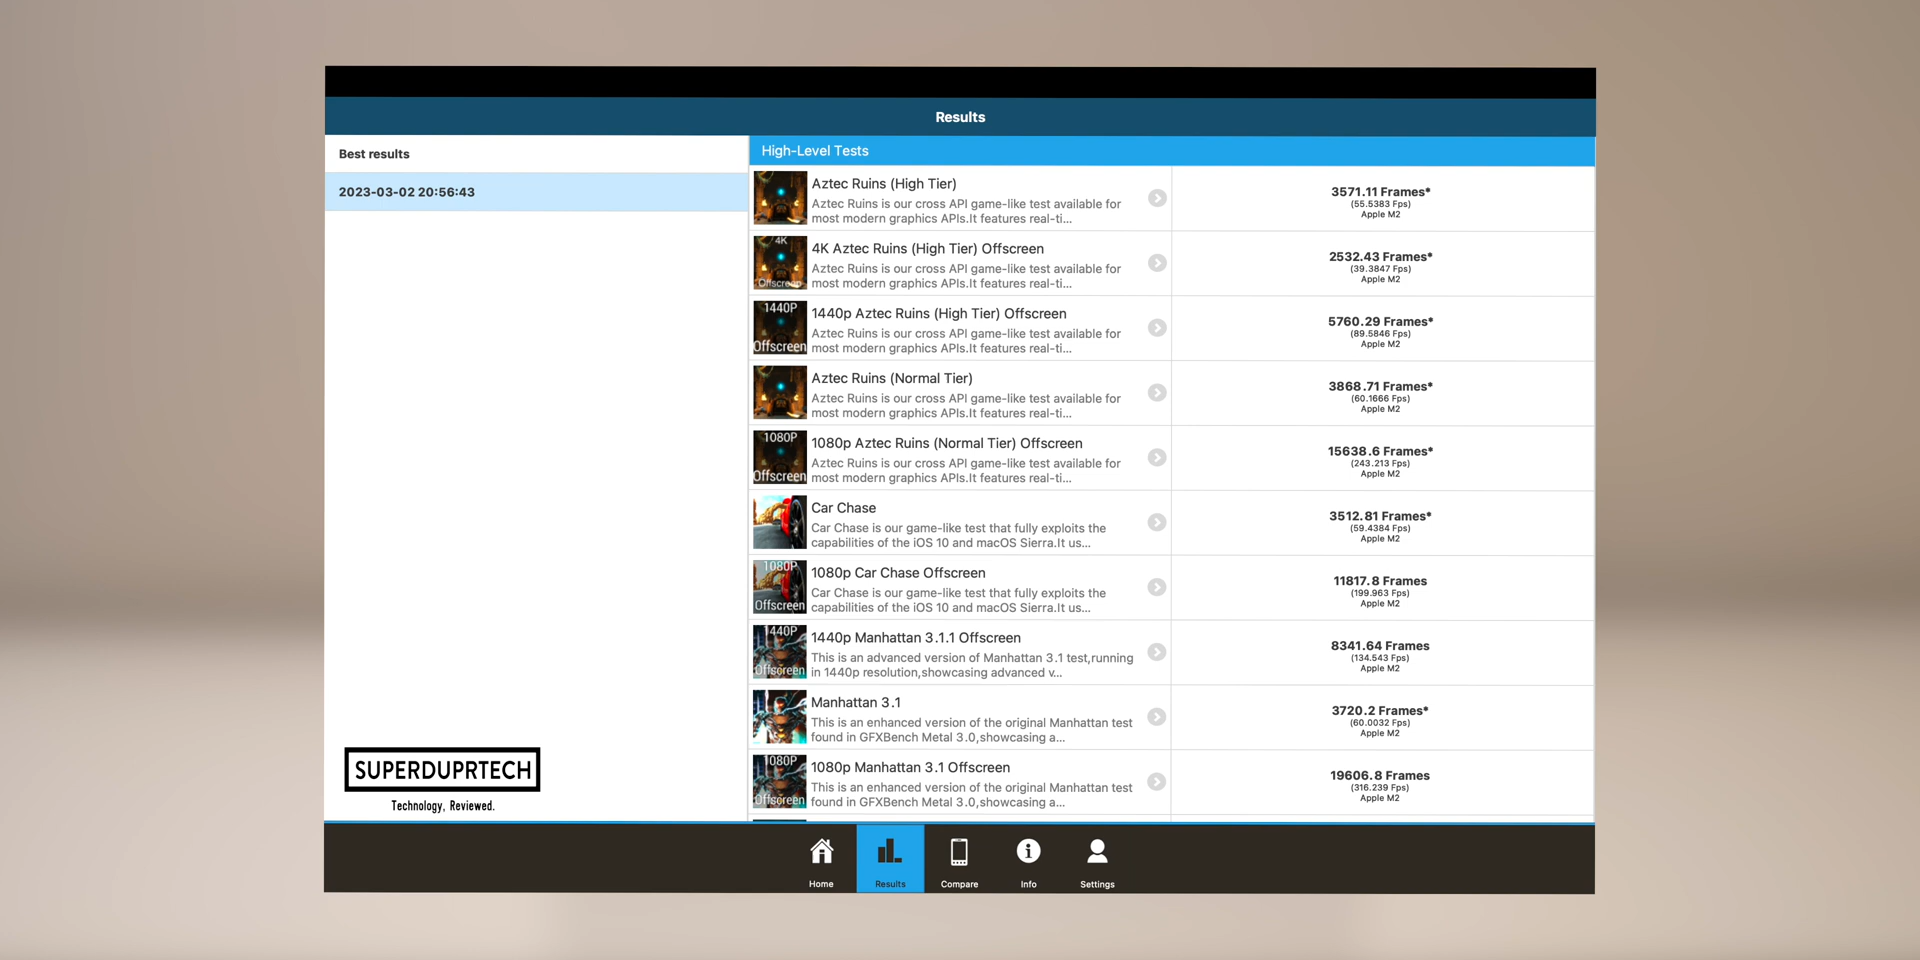 Results
Best results
2023-03-02 20:56:43
High-Level Tests
Aztec Ruins (High Tier)
Aztec Ruins is our cross API game-like test available for
most modern graphics APIs.It features real-ti...
3571.11 Frames*
(55.5383 Fps)
Apple M2
4K
Offscreen
4K Aztec Ruins (High Tier) Offscreen
Aztec Ruins is our cross API game-like test available for
most modern graphics APIs.It features real-ti...
2532.43 Frames*
(39.3847 Fps)
Apple M2
1440P
Offscreen
1440p Aztec Ruins (High Tier) Offscreen
Aztec Ruins is our cross API game-like test available for
most modern graphics APIs.It features real-ti...
5760.29 Frames*
(89.5846 Fps)
Apple M2
Aztec Ruins (Normal Tier)
Aztec Ruins is our cross API game-like test available for
most modern graphics APIs.It features real-ti...
3868.71 Frames*
(60.1666 Fps)
Apple M2
1080P
Offscreen
1080p Aztec Ruins (Normal Tier) Offscreen
Aztec Ruins is our cross API game-like test available for
most modern graphics APIs.It features real-ti...
15638.6 Frames*
(243.213 Fps)
Apple M2
Car Chase
Car Chase is our game-like test that fully exploits the
capabilities of the iOS 10 and macOS Sierra.It us...
3512.81 Frames*
(59.4384 Fps)
Apple M2
1080P
Offscreen
1080p Car Chase Offscreen
Car Chase is our game-like test that fully exploits the
capabilities of the iOS 10 and macOS Sierra.It us...
11817.8 Frames
(199.963 Fps)
Apple M2
1440P
Offscreen
1440p Manhattan 3.1.1 Offscreen
This is an advanced version of Manhattan 3.1 test,running
in 1440p resolution,showcasing advanced v...
8341.64 Frames
(134.543 Fps)
Apple M2
Manhattan 3.1
This is an enhanced version of the original Manhattan test
found in GFXBench Metal 3.0,showcasing a...
3720.2 Frames*
(60.0032 Fps)
Apple M2
1080P
Offscreen
1080p Manhattan 3.1 Offscreen
This is an enhanced version of the original Manhattan test
found in GFXBench Metal 3.0,showcasing a...
19606.8 Frames
(316.239 Fps)
Apple M2
SUPERDUPRTECH
Technology, Reviewed.
Home
Results
Compare
Info
Settings